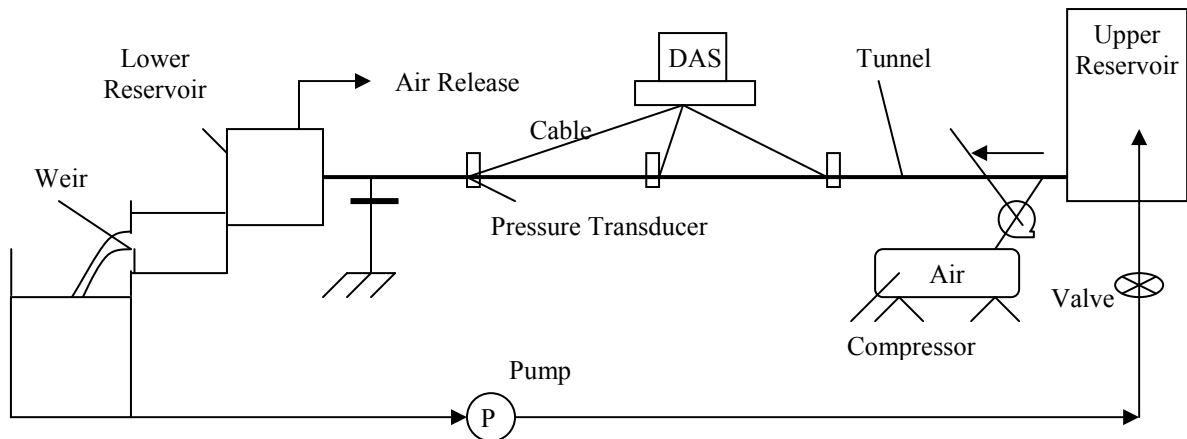 Lower
Reservoir
Air Release
DAS
Tunnel
Upper
Reservoir
Cable
Weir
Pressure Transducer
Air
Valve
Compressor
Pump
P